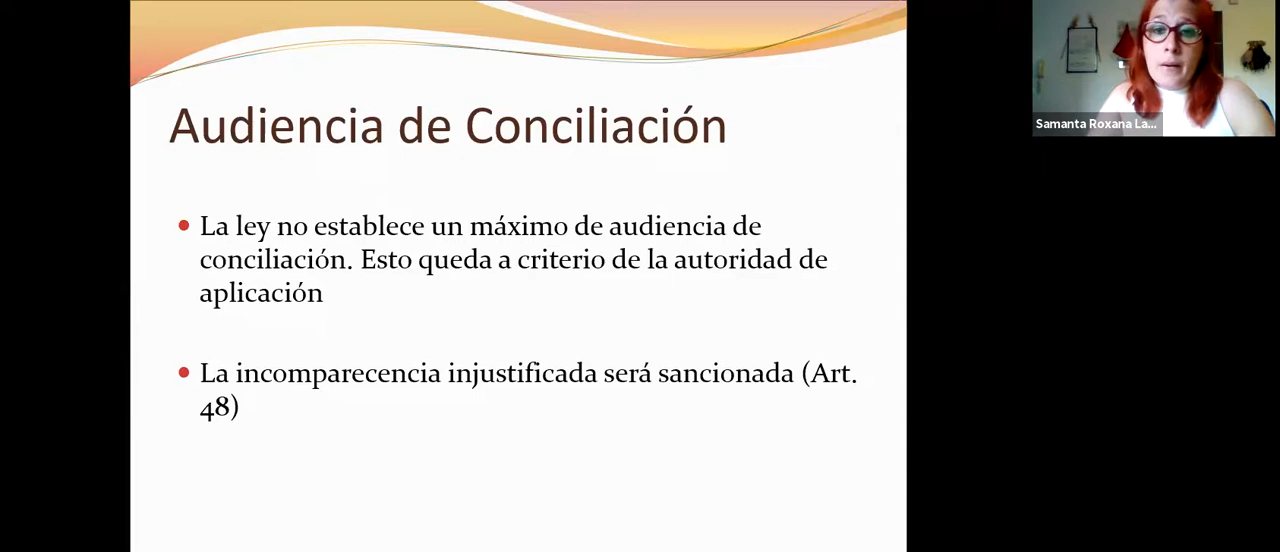 Audiencia de Conciliación
La ley no establece un máximo de audiencia de
conciliación. Esto queda a criterio de la autoridad de
aplicación
La incomparecencia injustificada será sancionada (Art.
48)
Samanta Roxana La...